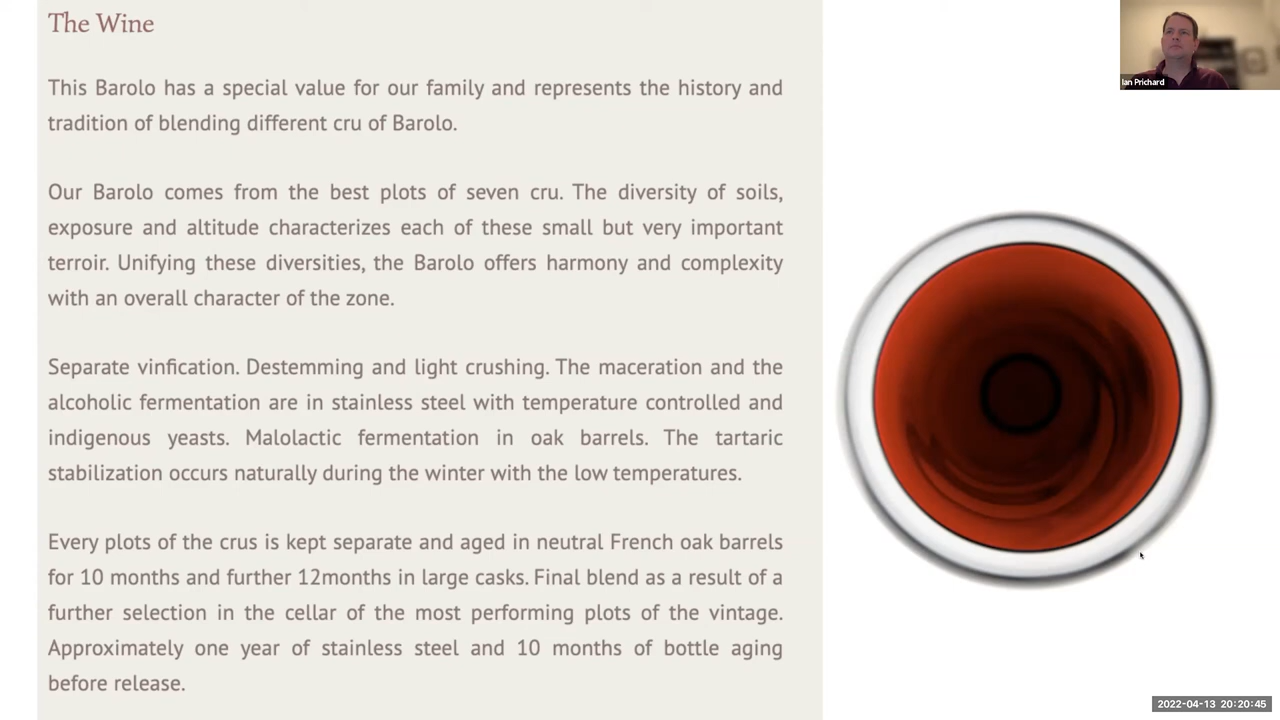 The Wine
This Barolo has a special value for our family and represents the history and
tradition of blending different cru of Barolo.
Our Barolo comes from the best plots of seven cru. The diversity of soils,
exposure and altitude characterizes each of these small but very important
terroir. Unifying these diversities, the Barolo offers harmony and complexity
with an overall character of the zone.
Separate vinfication. Destemming and light crushing. The maceration and the
alcoholic fermentation are in stainless steel with temperature controlled and
indigenous yeasts. Malolactic fermentation in oak barrels. The tartaric
stabilization occurs naturally during the winter with the low temperatures.
Every plots of the crus is kept separate and aged in neutral French oak barrels
for 10 months and further 12months in large casks. Final blend as a result of a
further selection in the cellar of the most performing plots of the vintage.
Approximately one year of stainless steel and 10 months of bottle aging
before release.
Ian Prichard
2022-04-13 20:20:45